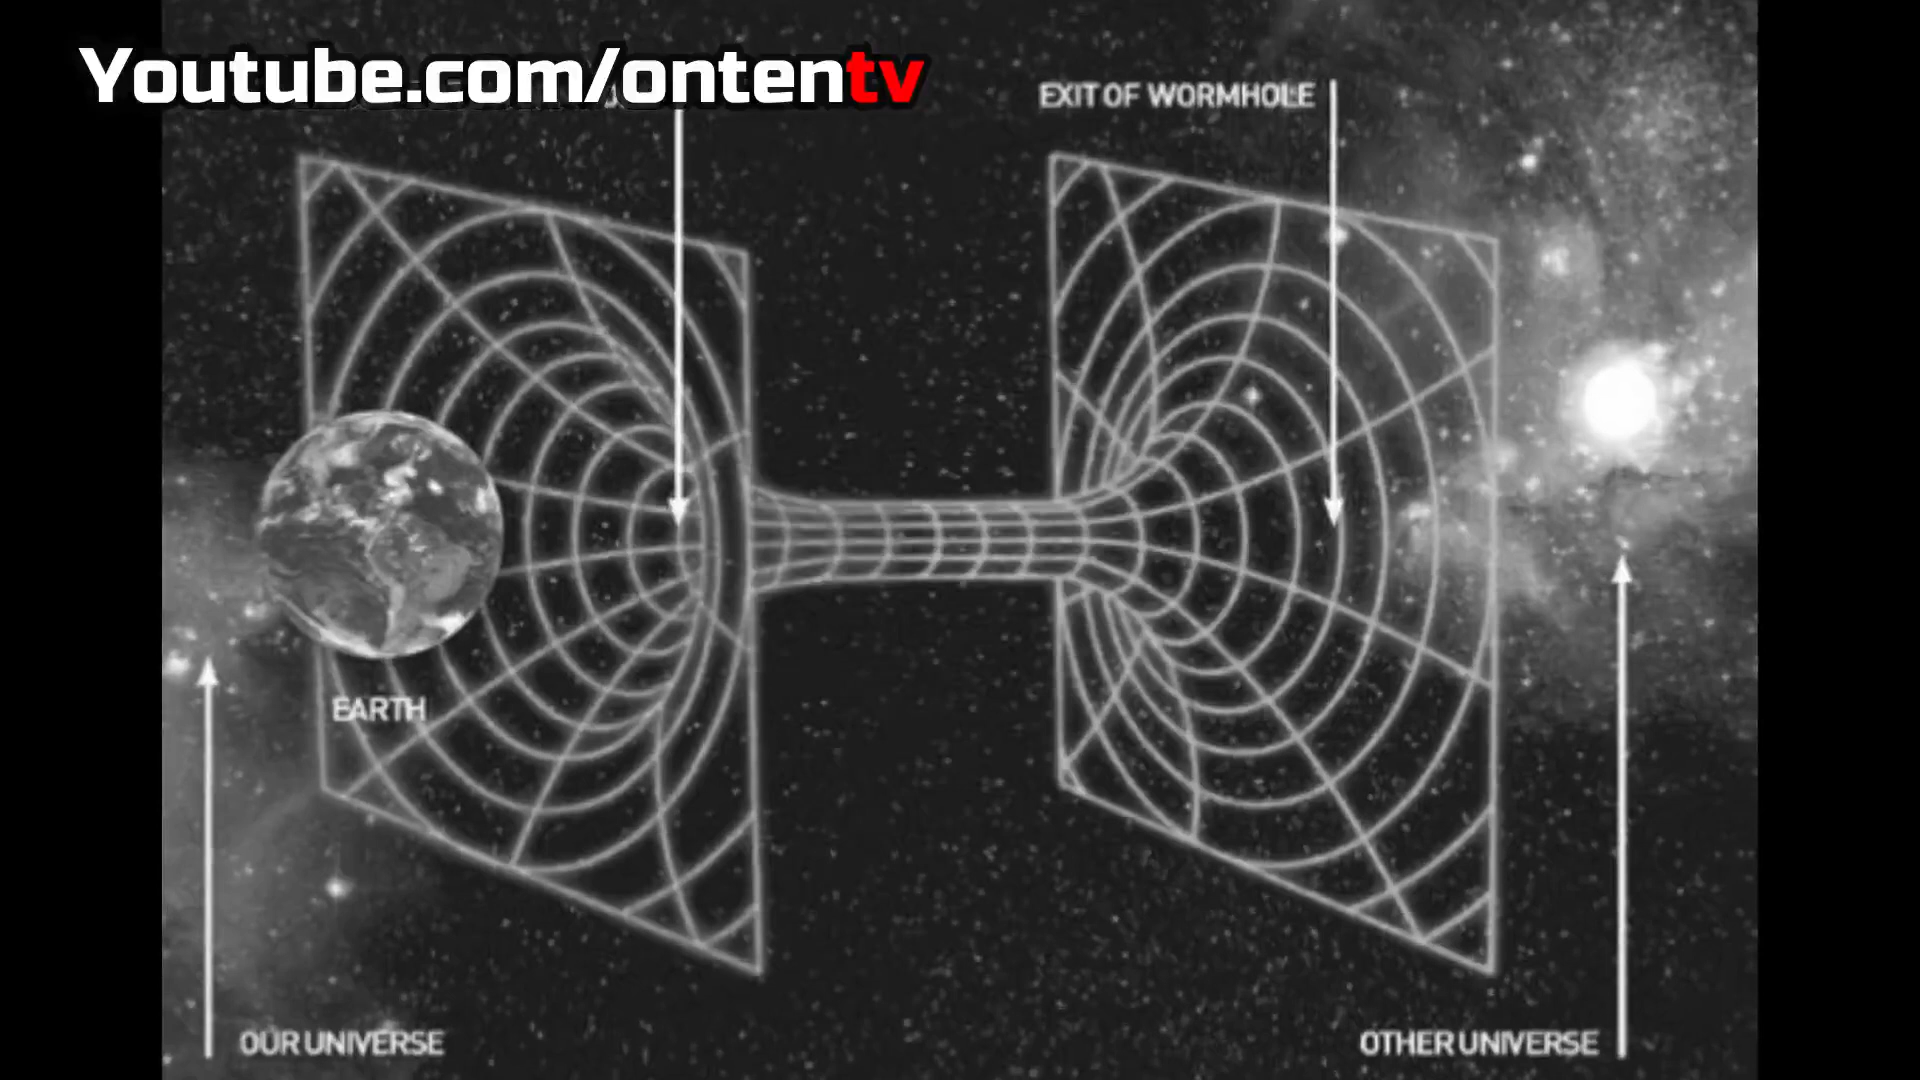 Youtube.com/ontentv
EXIT OF WORMHOLE
EARTH
OUR UNIVERSE
OTHER UNIVERSE